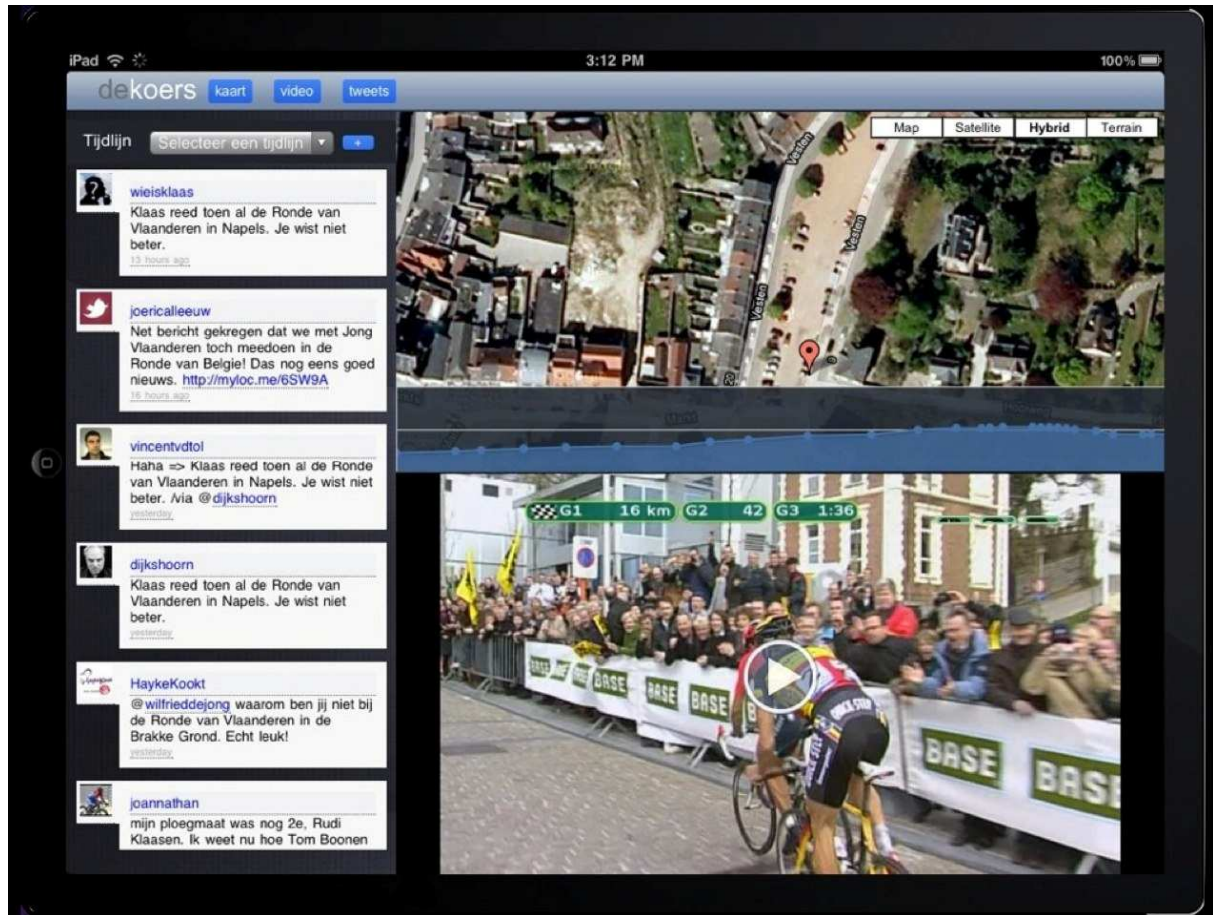 iPad
3:12 PM
100%
dekoers
kaart
video
tweets
Tijdlijn
Selecteer een tijdlijn
+
wieisklaas
Klaas reed toen al de Ronde van
Vlaanderen in Napels. Je wist niet
beter.
13 hours ago
joericalleeuw
Net bericht gekregen dat we met Jong
Vlaanderen toch meedoen in de
Ronde van Belgie! Das nog eens goed
nieuws. http://myloc.me/6SW9A
16 hours ago
vincentvdtol
Haha => Klaas reed toen al de Ronde
van Vlaanderen in Napels. Je wist niet
beter. /via @dijkshoorn
yesterday
dijkshoorn
Klaas reed toen al de Ronde van
Vlaanderen in Napels. Je wist niet
beter.
yesterday
HaykeKookt
@wilfrieddejong waarom ben jij niet bij
de Ronde van Vlaanderen in de
Brakke Grond. Echt leuk!
yesterday
joannathan
mijn ploegmaat was nog 2e, Rudi
Klaasen. Ik weet nu hoe Tom Boonen
Map
Satellite
Hybrid
Terrain
Vesten
Vesten
Vesten
Vesten
Markt
G1 16 km
G2 42
G3 1:36
BASE
BASE
BASE
BASE
BASE
BASE
BASE
QUICK STEP